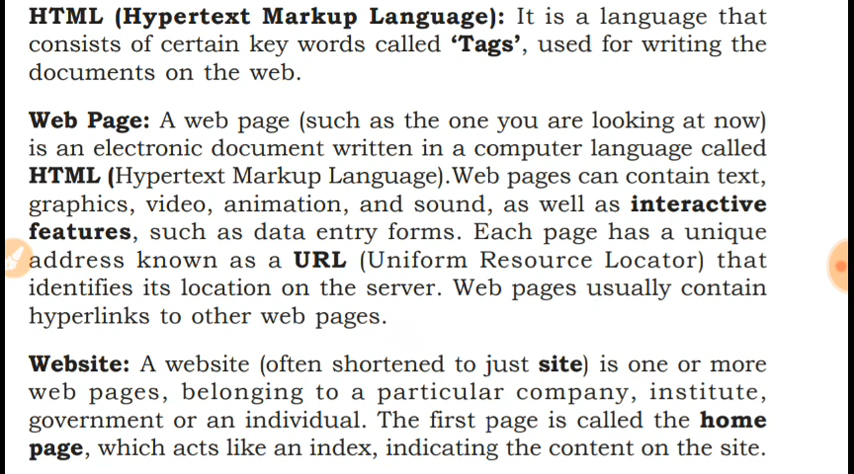 HTML (Hypertext Markup Language): It is a language that
consists of certain key words called ‘Tags’, used for writing the
documents on the web.
Web Page: A web page (such as the one you are looking at now)
is an electronic document written in a computer language called
HTML (Hypertext Markup Language).Web pages can contain text,
graphics, video, animation, and sound, as well as interactive
features, such as data entry forms. Each page has a unique
address known as a URL (Uniform Resource Locator) that
identifies its location on the server. Web pages usually contain
hyperlinks to other web pages.
Website: A website (often shortened to just site) is one or more
web pages, belonging to a particular company, institute,
government or an individual. The first page is called the home
page, which acts like an index, indicating the content on the site.